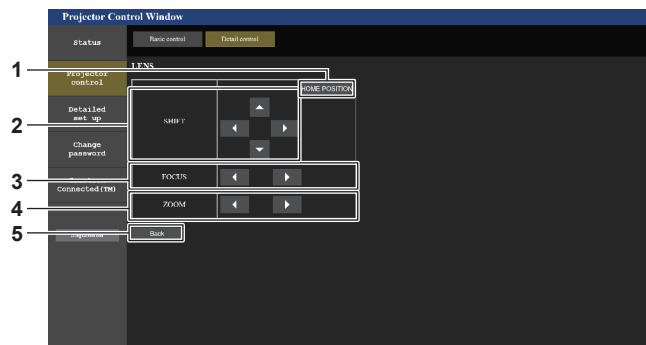 Projector Control Window
Status
Basic control
Detail control
1
LENS
Projector
control
HOME POSITION
Detailed
set up
2
SHIFT
Change
password
3
FOCUS
Connected(TM)
4
ZOOM
5
Back